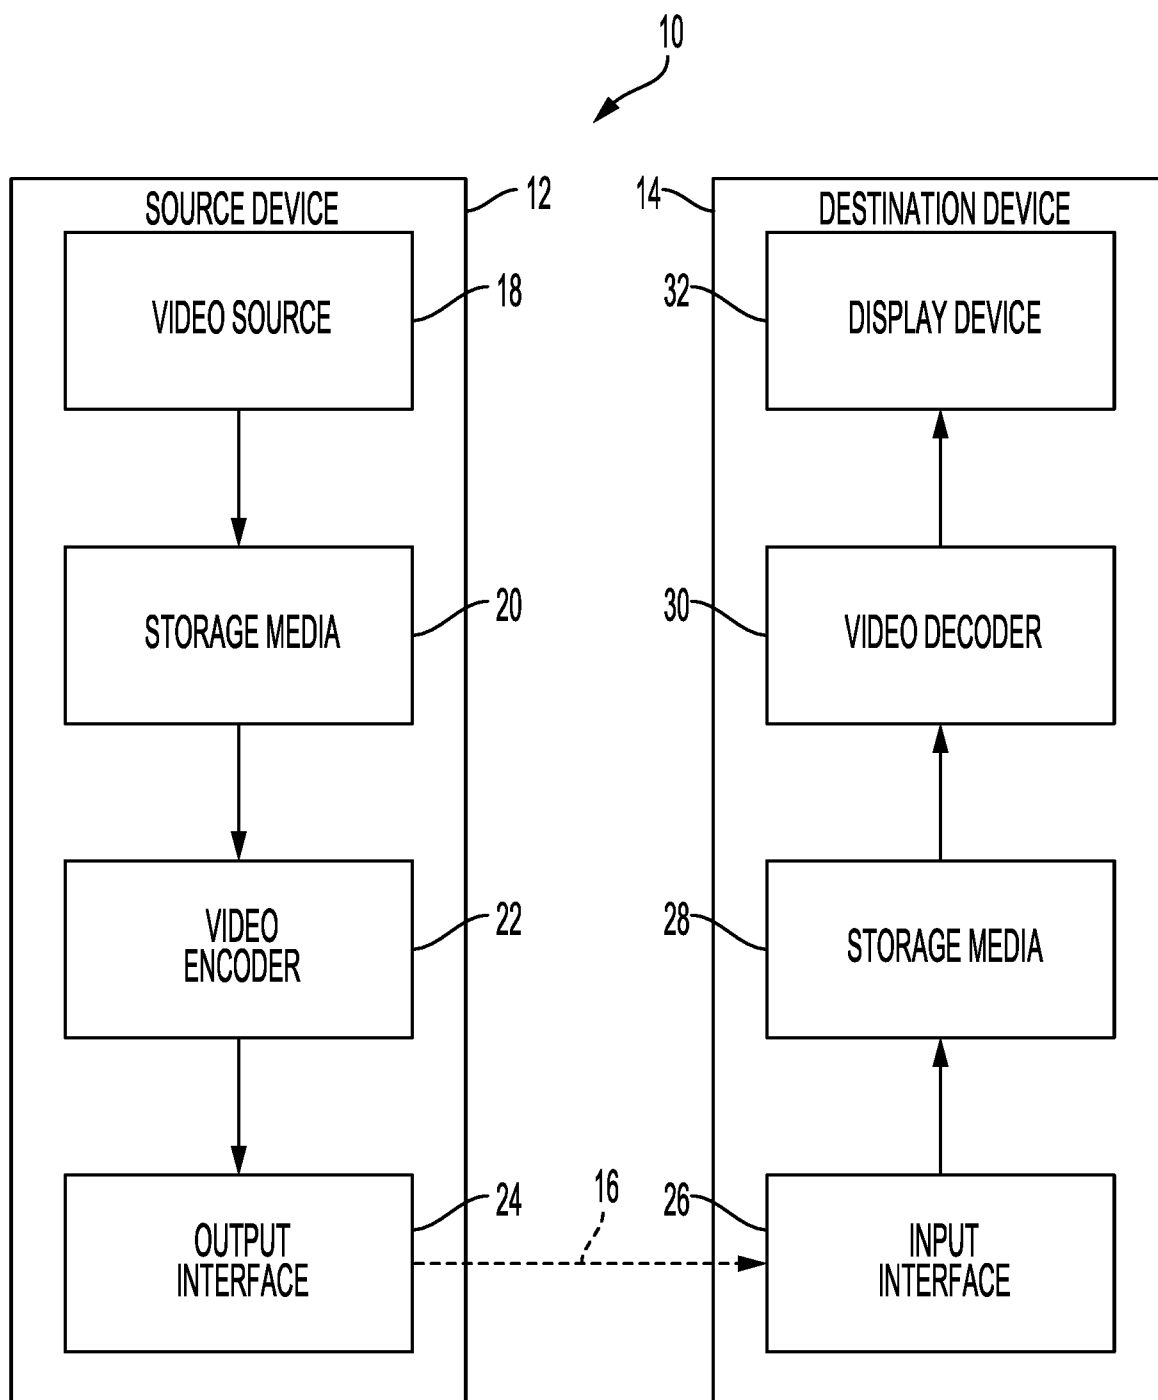 10
SOURCE DEVICE
12
VIDEO SOURCE
18
STORAGE MEDIA
20
VIDEO
ENCODER
22
OUTPUT
INTERFACE
24
16
14
DESTINATION DEVICE
32
DISPLAY DEVICE
30
VIDEO DECODER
28
STORAGE MEDIA
26
INPUT
INTERFACE